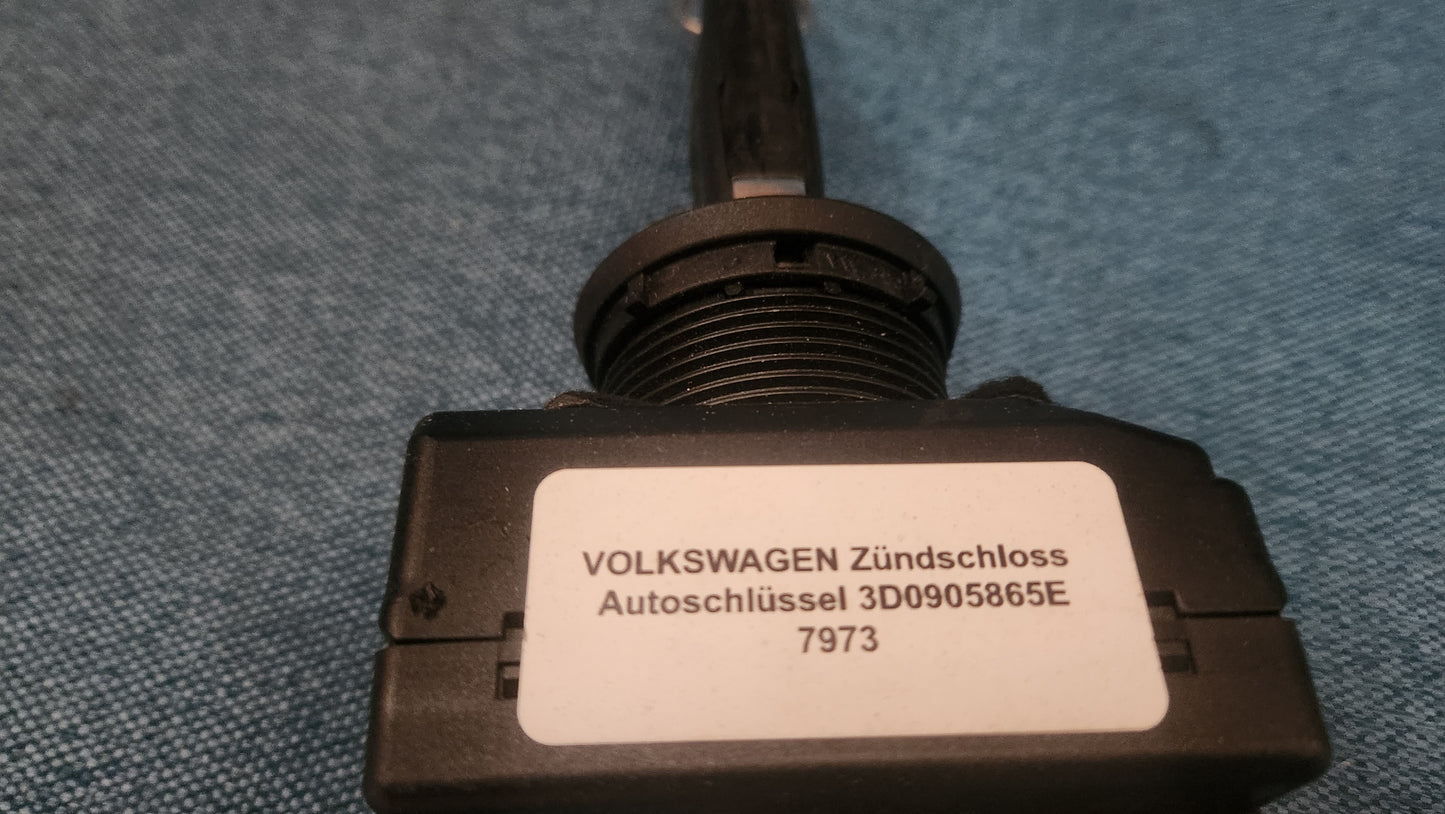 VOLKSWAGEN Zündschloss
Autoschlüssel 3D0905865E
7973